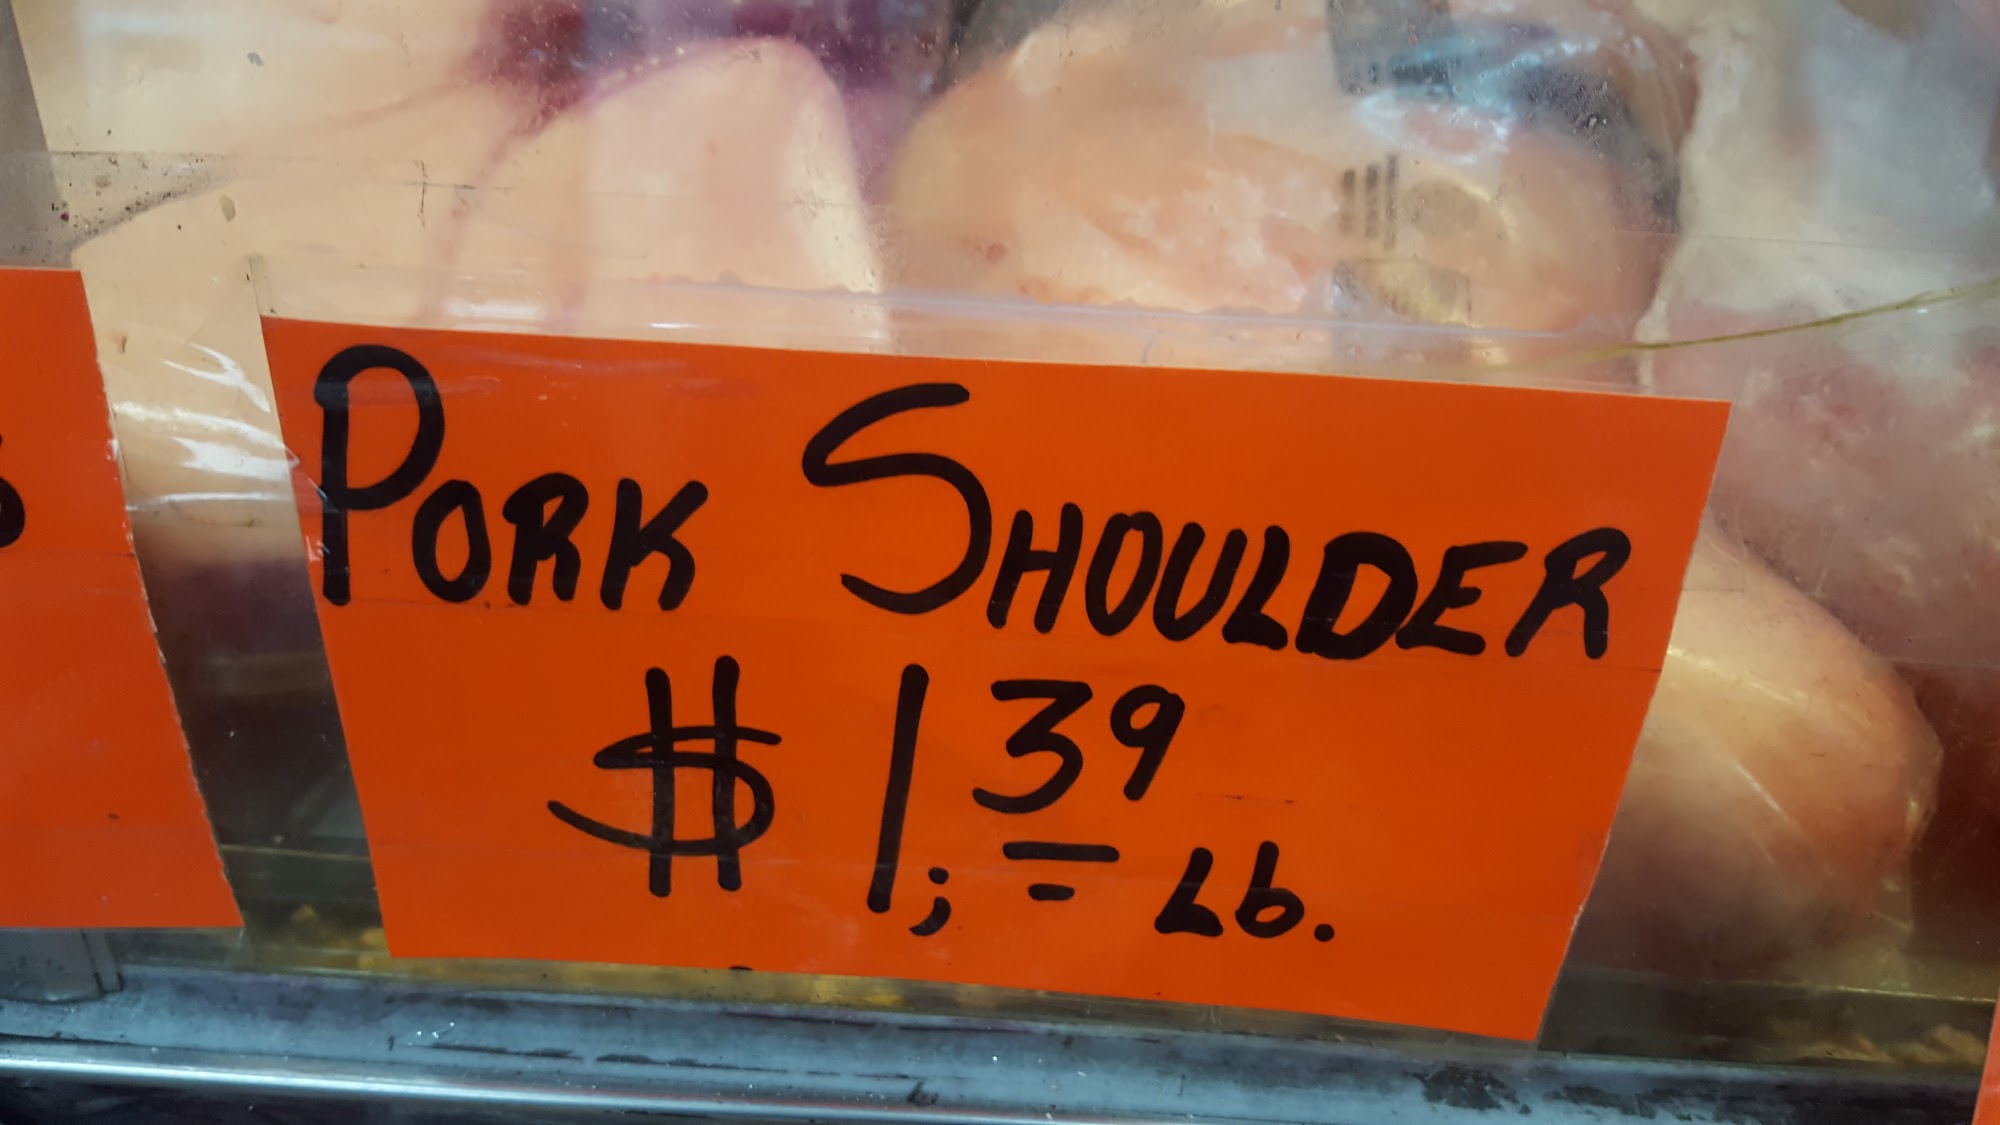 PORK SHOULDER
$1;39 Lb.